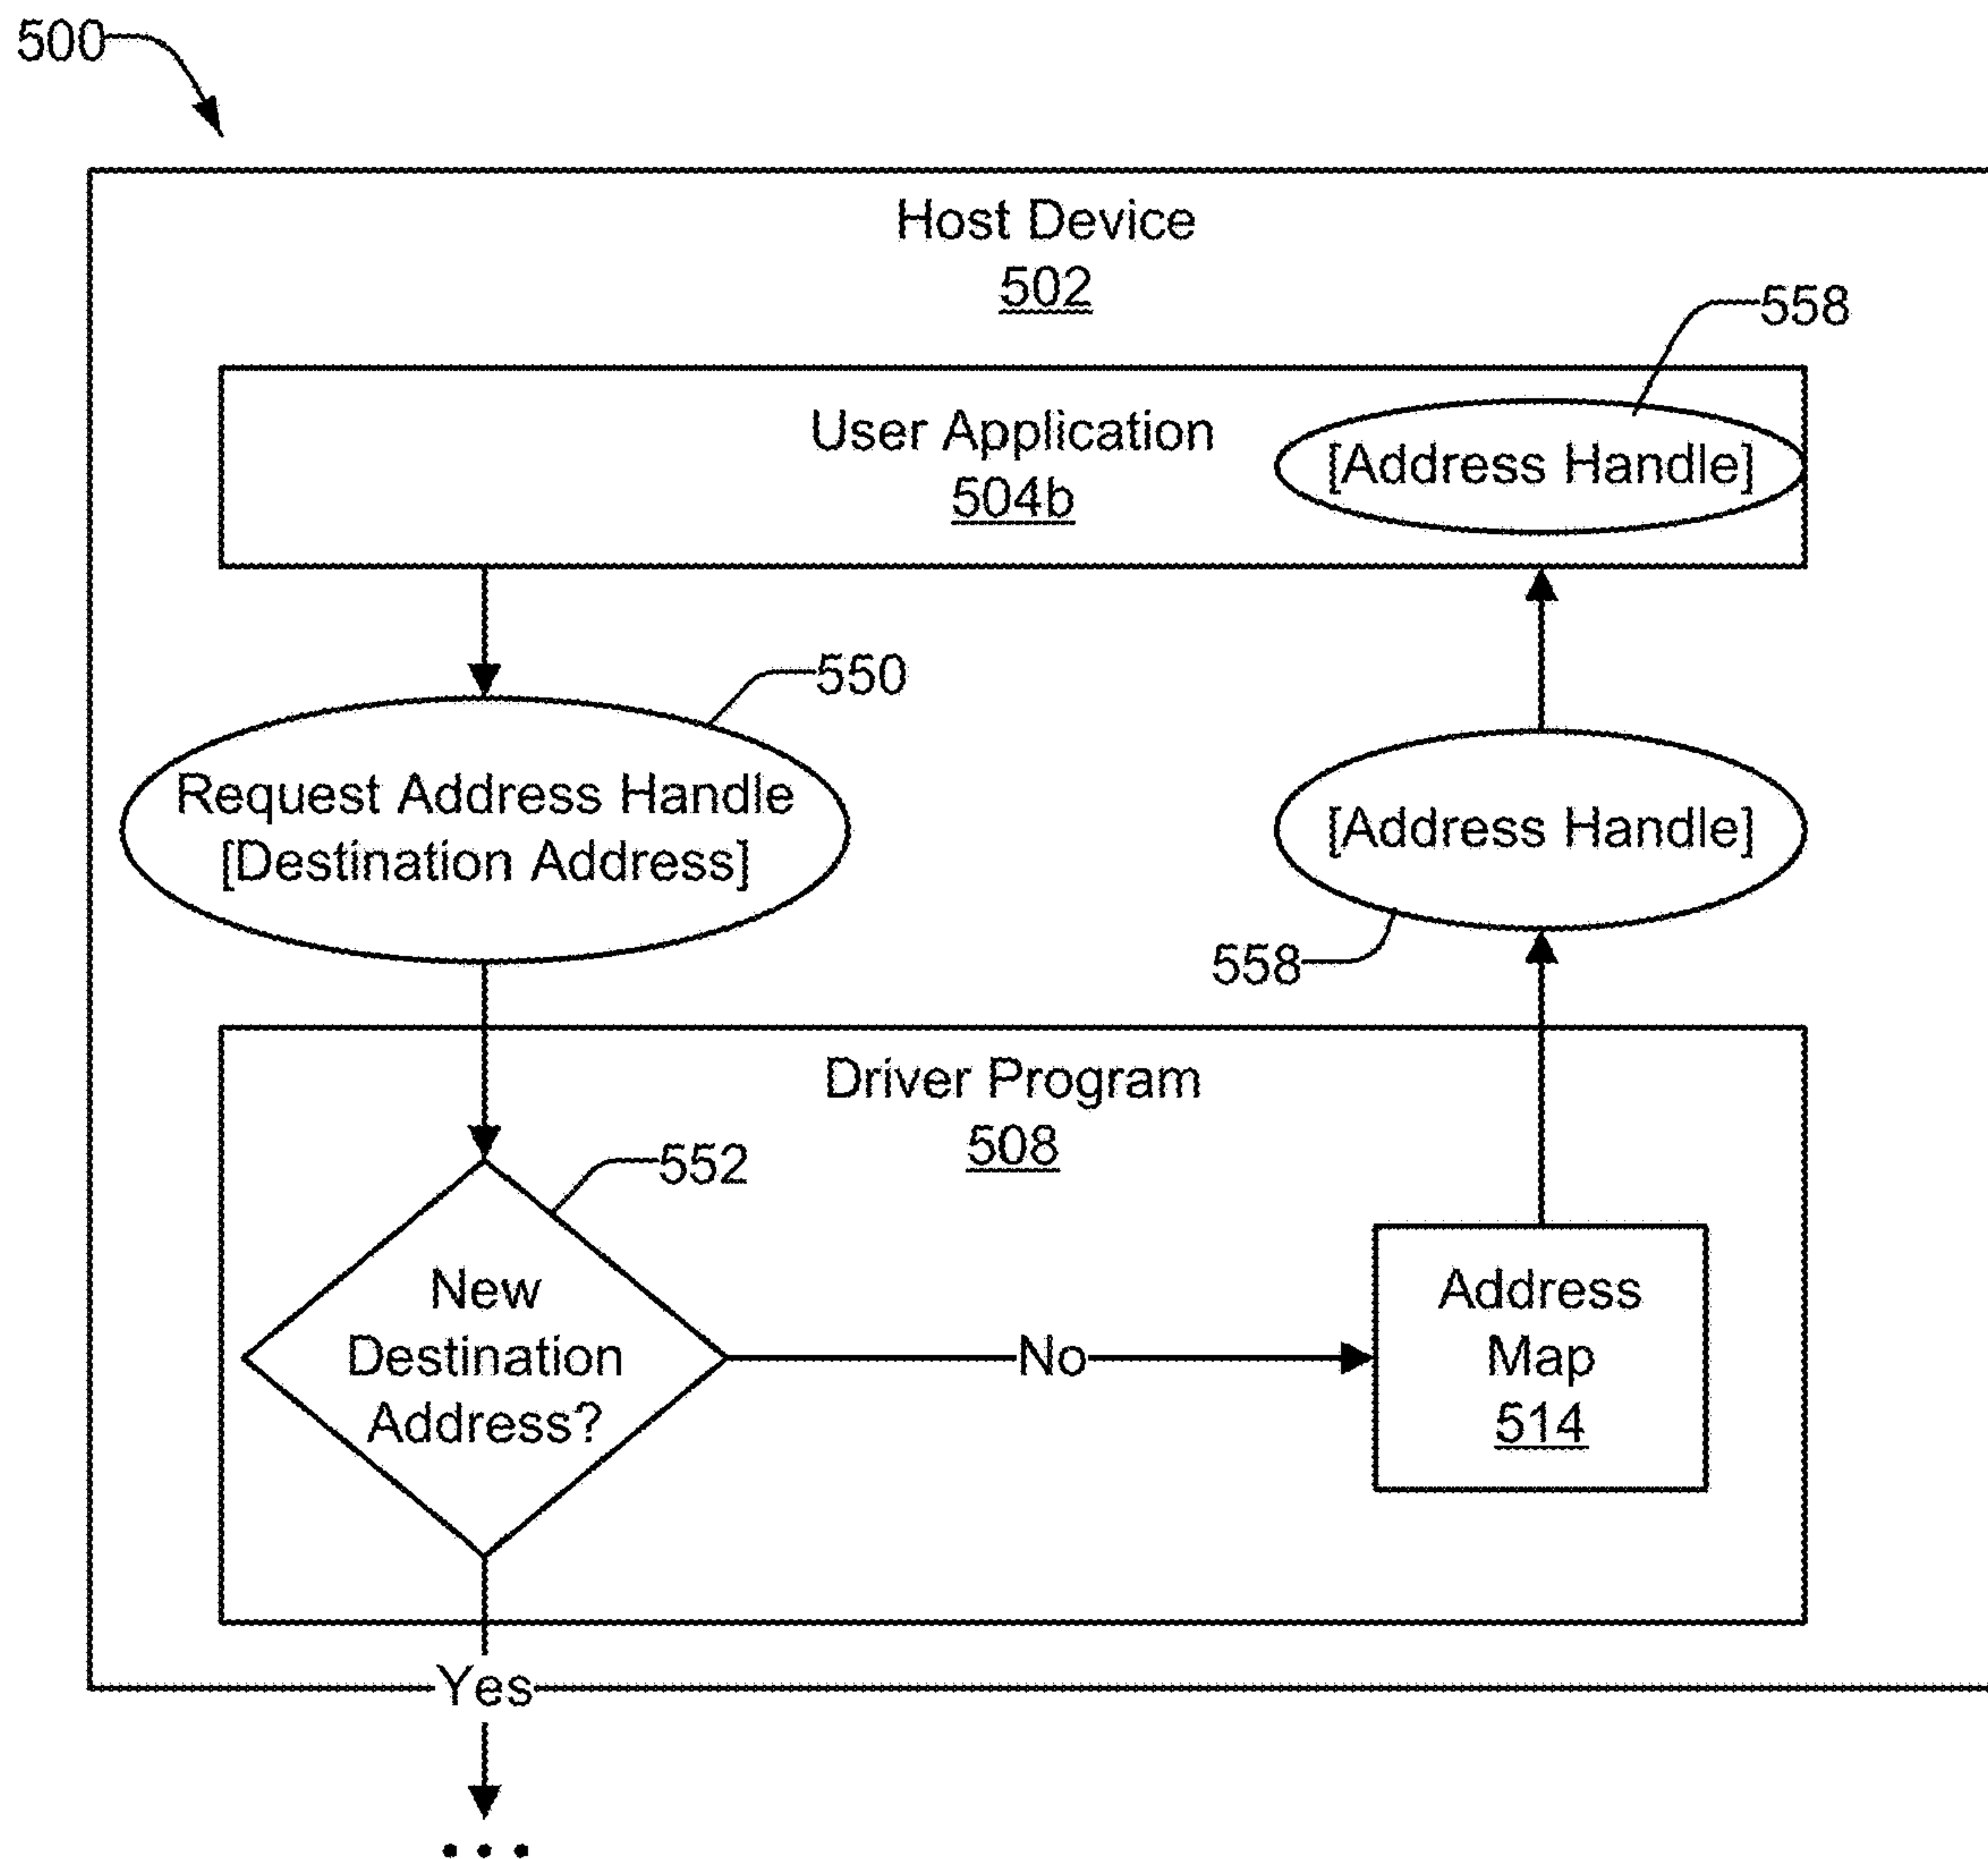 500
Host Device
502
558
User Application
504b
[Address Handle]
550
Request Address Handle
[Destination Address]
[Address Handle]
558
Driver Program
508
552
New
Destination
Address?
No
Address
Map
514
Yes
...